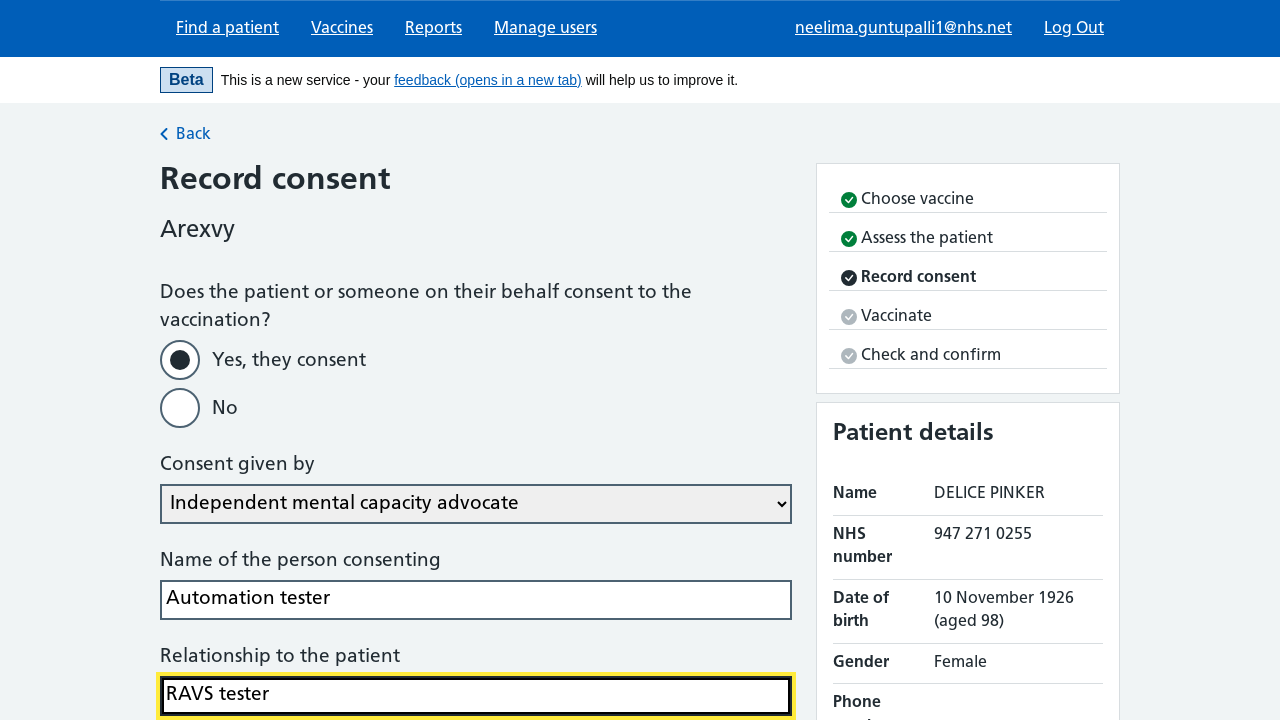 Find a patient Vaccines Reports Manage users neelima.guntupalli1@nhs.net Log Out
Beta This is a new service - your feedback (opens in a new tab) will help us to improve it.
Back
Record consent
Arexvy
Does the patient or someone on their behalf consent to the
vaccination?
Yes, they consent
No
Consent given by
Independent mental capacity advocate
Name of the person consenting
Automation tester
Relationship to the patient
RAVS tester
Choose vaccine
Assess the patient
Record consent
Vaccinate
Check and confirm
Patient details
Name DELICE PINKER
NHS 947 271 0255
number
Date of 10 November 1926
birth (aged 98)
Gender Female
Phone